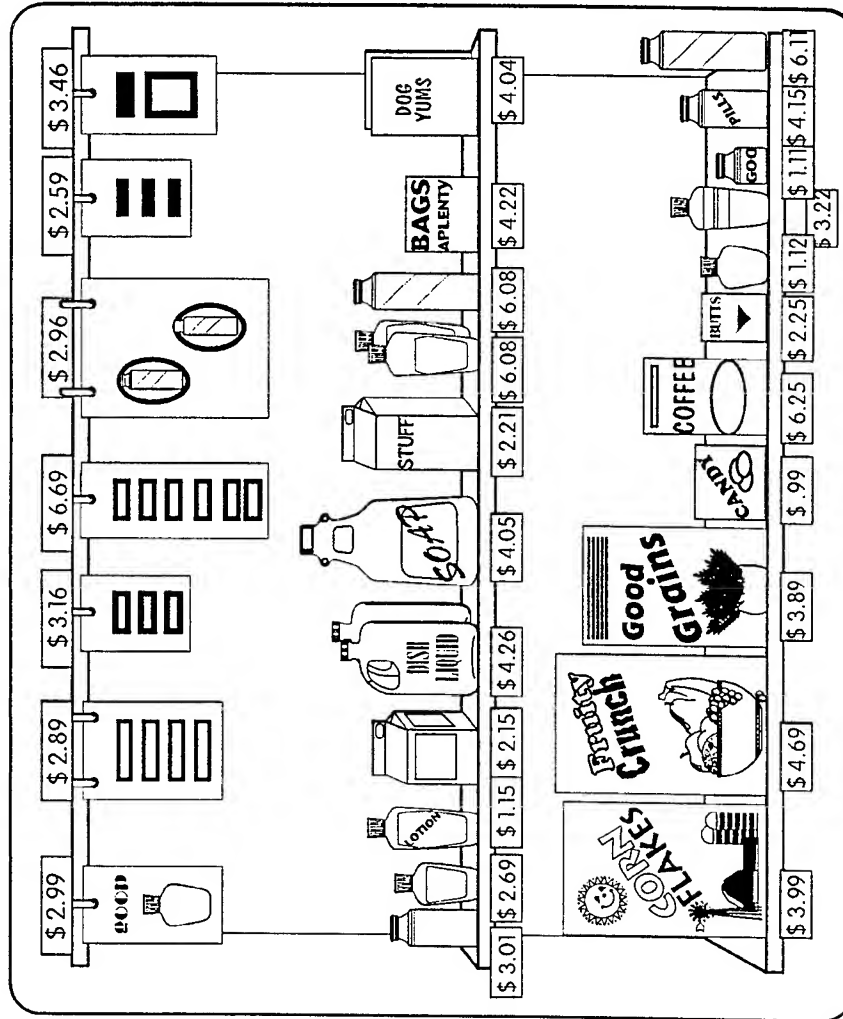 $ 2.99
$ 2.89
$ 3.16
$ 6.69
$ 2.96
$ 2.59
$ 3.46
GOOP
LOTION
DISH
LIQUID
SOAP
STUFF
BAGS
APLENTY
DOG
YUMS
$ 3.01
$ 2.69
$ 1.15
$ 2.15
$ 4.26
$ 4.05
$ 2.21
$ 6.08
$ 6.08
$ 4.22
$ 4.04
CORN
FLAKES
Fruity
Crunch
Good
Grains
CANDY
COFFEE
BUTTS
GOO
PILLS
$ 3.99
$ 4.69
$ 3.89
$ .99
$ 6.25
$ 2.25
$ 1.12
$ 3.22
$ 1.11
$ 4.15
$ 6.11